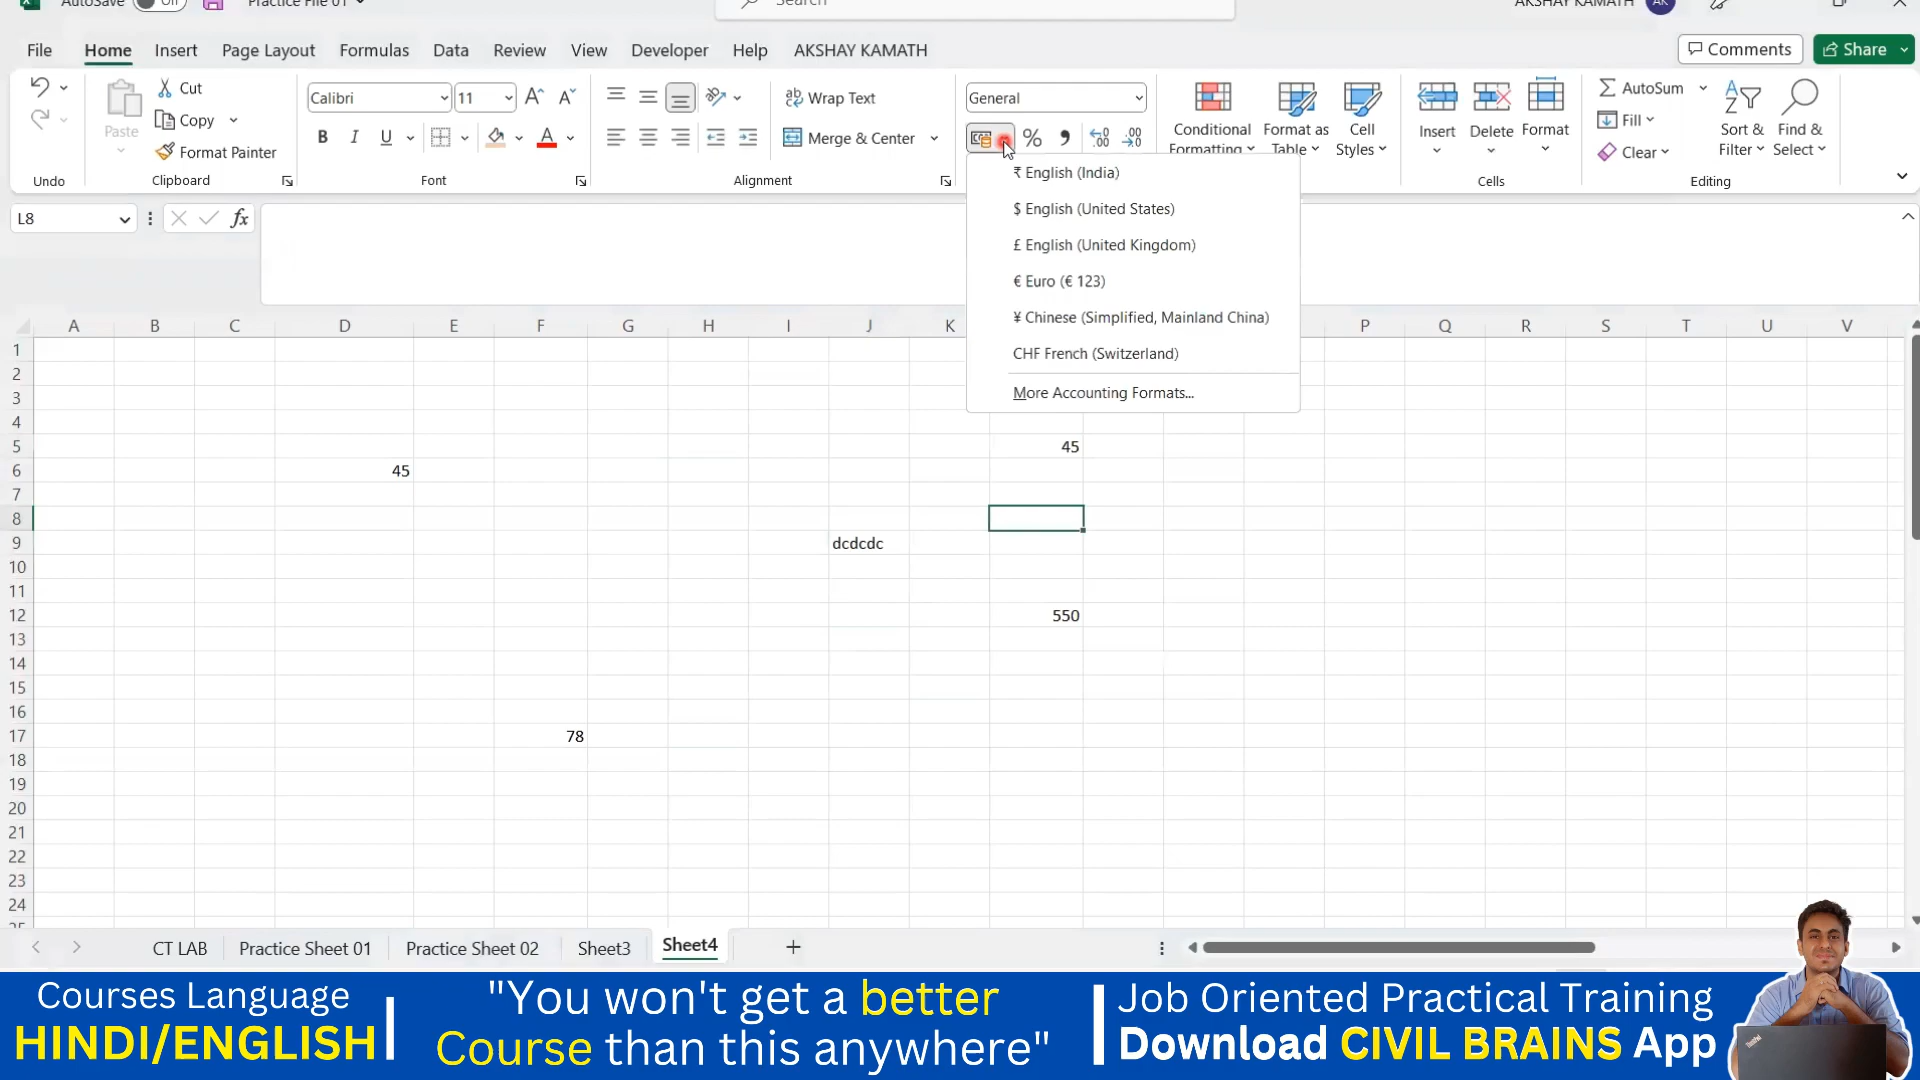 AutoSave Off Practice File 01 Search AKSHAY KAMATH AK
File Home Insert Page Layout Formulas Data Review View Developer Help AKSHAY KAMATH Comments Share
Paste
Cut
Copy
Format Painter
Calibri 11
B I U A
Wrap Text
Merge & Center
General
% ,
Conditional Formatting
Format as Table
Cell Styles
Insert Delete Format
AutoSum
Fill
Clear
Sort & Filter
Find & Select
Undo Clipboard Font Alignment Cells Editing
₹ English (India)
$ English (United States)
£ English (United Kingdom)
€ Euro (€ 123)
¥ Chinese (Simplified, Mainland China)
CHF French (Switzerland)
More Accounting Formats...
L8 fx
A B C D E F G H I J K P Q R S T U V
1
2
3
4
5 45
6 45
7
8
9 dcdcdc
10
11
12 550
13
14
15
16
17 78
18
19
20
21
22
23
24
CT LAB Practice Sheet 01 Practice Sheet 02 Sheet3 Sheet4 +
Courses Language
HINDI/ENGLISH
"You won't get a better
Course than this anywhere"
Job Oriented Practical Training
Download CIVIL BRAINS App